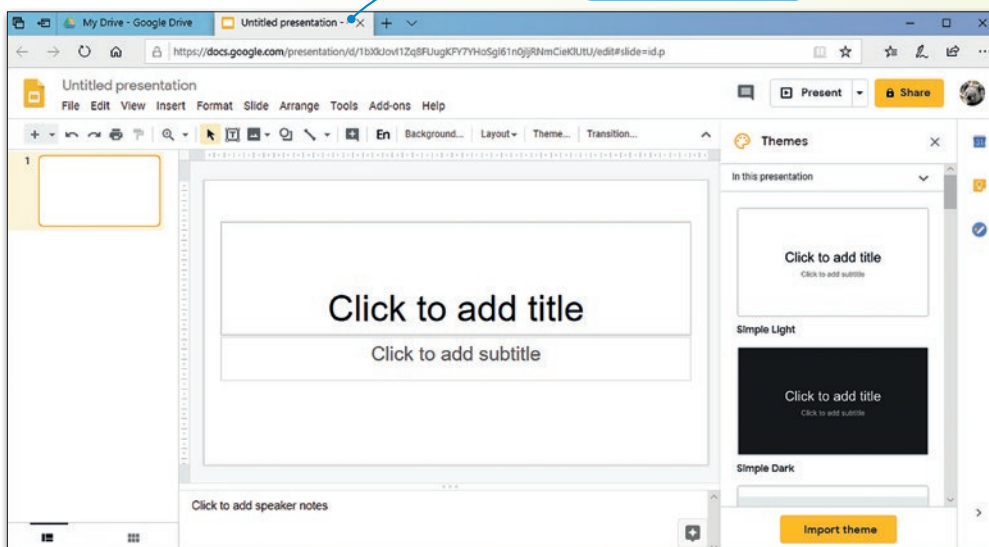 My Drive - Google Drive
Untitled presentation -
https://docs.google.com/presentation/d/1bXkJovI1Zq8FUugKFY7YHoSgl61n0jljRNmCieKlUtU/edit#slide=id.p
Untitled presentation
File Edit View Insert Format Slide Arrange Tools Add-ons Help
Present
Share
En Background... Layout Theme... Transition...
Themes
1
In this presentation
Click to add title
Click to add subtitle
Click to add title
Click to add subtitle
Simple Light
Click to add title
Click to add subtitle
Simple Dark
Click to add speaker notes
Import theme